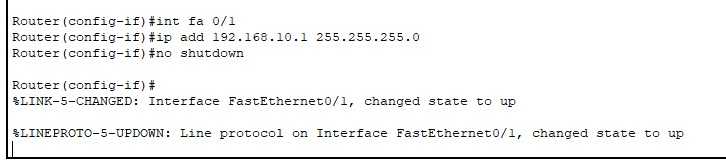 Router(config-if)#int fa 0/1
Router(config-if)#ip add 192.168.10.1 255.255.255.0
Router(config-if)#no shutdown
Router(config-if)#
%LINK-5-CHANGED: Interface FastEthernet0/1, changed state to up
%LINEPROTO-5-UPDOWN: Line protocol on Interface FastEthernet0/1, changed state to up